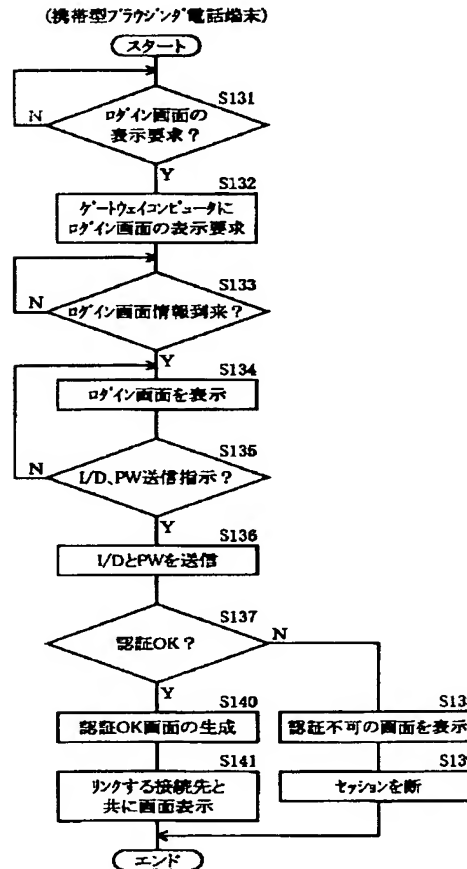 (携帯型ブラウジング電話端末)
スタート
S131
ログイン画面の
表示要求？
N
Y
S132
ゲートウェイコンピュータに
ログイン画面の表示要求
S133
ログイン画面情報到来？
N
Y
S134
ログイン画面を表示
S135
I/D、PW送信指示？
N
Y
S136
I/DとPWを送信
S137
認証OK？
N
Y
S140
認証OK画面の生成
S141
リンクする接続先と
共に画面表示
S13
認証不可の画面を表示
S13
セッションを断
エンド